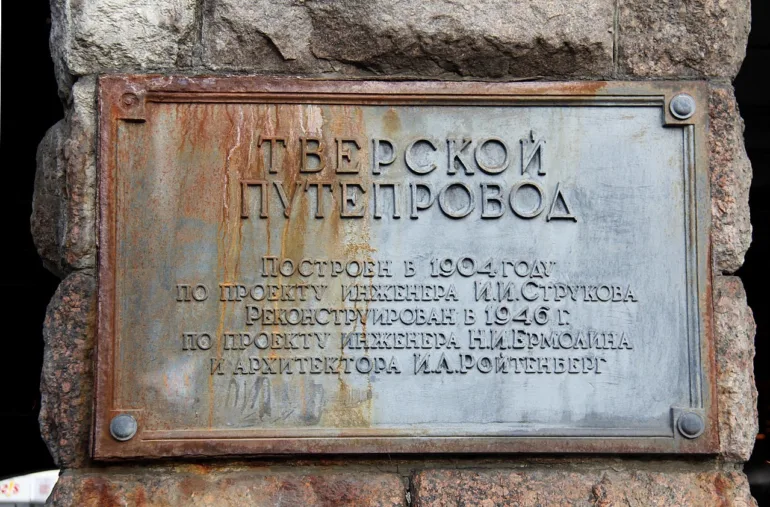 ТВЕРСКОЙ
ПУТЕПРОВОД
ПОСТРОЕН В 1904 ГОДУ
ПО ПРОЕКТУ ИНЖЕНЕРА И.И.СТРУКОВА
РЕКОНСТРУИРОВАН В 1946 Г.
ПО ПРОЕКТУ ИНЖЕНЕРА Н.И.ЕРМОЛИНА
И АРХИТЕКТОРА И.А.РОЙТЕНБЕРГ